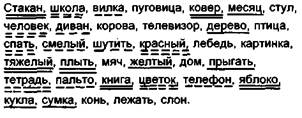 Стакан, школа, вилка, пуговица, ковер, месяц, стул,
человек, диван, корова, телевизор, дерево, птица,
спать, смелый, шутить, красный, лебедь, картинка,
тяжелый, плыть, мяч, желтый, дом, прыгать,
тетрадь, пальто, книга, цветок, телефон, яблоко,
кукла, сумка, конь, лежать, слон.